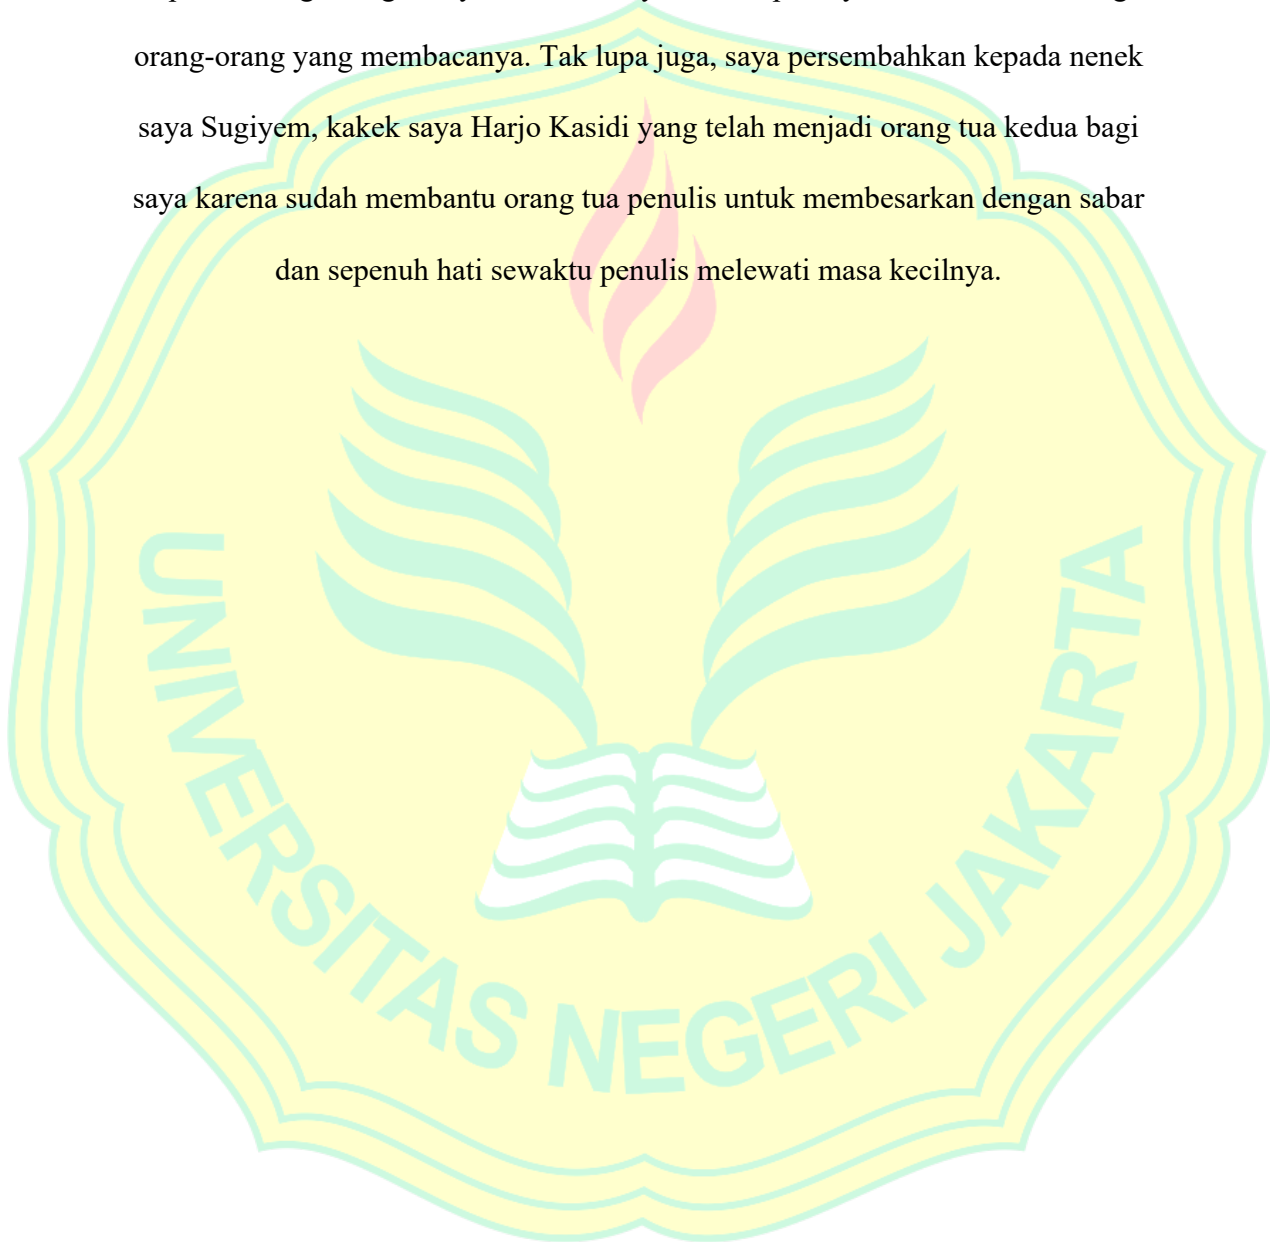 orang-orang yang membacanya. Tak lupa juga, saya persembahkan kepada nenek
saya Sugiyem, kakek saya Harjo Kasidi yang telah menjadi orang tua kedua bagi
saya karena sudah membantu orang tua penulis untuk membesarkan dengan sabar
dan sepenuh hati sewaktu penulis melewati masa kecilnya.
UNIVERSITAS NEGERI JAKARTA